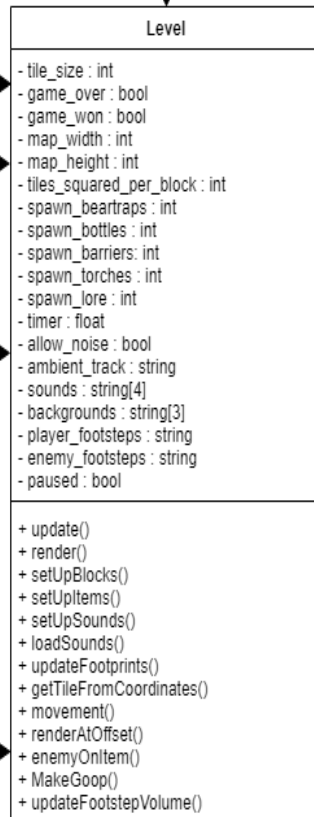 Level
- tile_size : int
- game_over : bool
- game_won : bool
- map_width : int
- map_height : int
- tiles_squared_per_block : int
- spawn_beartraps : int
- spawn_bottles : int
- spawn_barriers: int
- spawn_torches : int
- spawn_lore : int
- timer : float
- allow_noise : bool
- ambient_track : string
- sounds : string[4]
- backgrounds : string[3]
- player_footsteps : string
- enemy_footsteps : string
- paused : bool
+ update()
+ render()
+ setUpBlocks()
+ setUpItems()
+ setUpSounds()
+ loadSounds()
+ updateFootprints()
+ getTileFromCoordinates()
+ movement()
+ renderAtOffset()
+ enemyOnItem()
+ MakeGoop()
+ updateFootstepVolume()